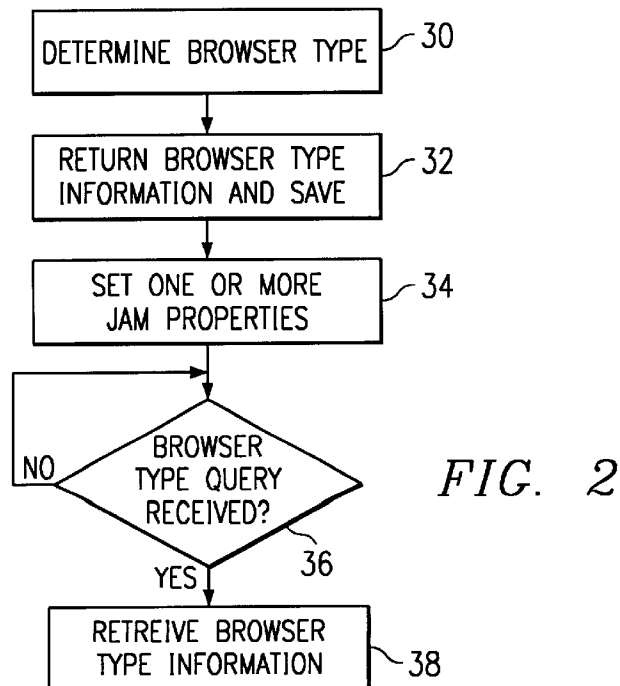 DETERMINE BROWSER TYPE
30
RETURN BROWSER TYPE
INFORMATION AND SAVE
32
SET ONE OR MORE
JAM PROPERTIES
34
BROWSER
TYPE QUERY
RECEIVED?
NO
36
YES
FIG. 2
RETREIVE BROWSER
TYPE INFORMATION
38